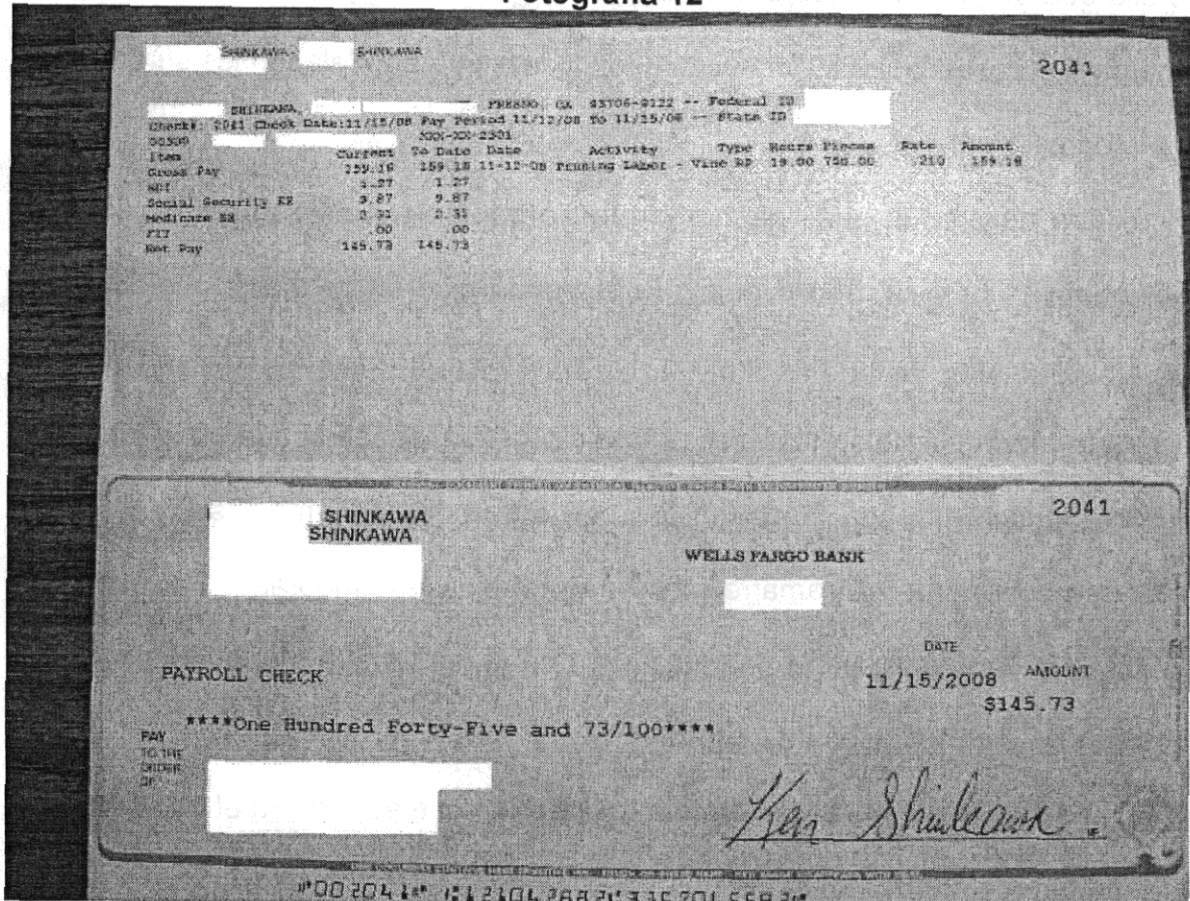 SHINKAWA- SHINKAWA
2041
SHINKAWA, FRESNO, CA 93706-9122 -- Federal ID
Check#: 2041 Check Date:11/15/08 Pay Period 11/12/08 To 11/15/08 -- State ID
XXX-XX-2301
Item Current To Date Date Activity Type Hours Pieces Rate Amount
Gross Pay 159.18 159.18 11-12-08 Pruning Labor - Vine RP 19.00 758.00 .210 159.18
SDI 1.27 1.27
Social Security EE 9.87 9.87
Medicare EE 2.31 2.31
FIT .00 .00
Net Pay 145.73 145.73
2041
SHINKAWA
SHINKAWA
WELLS FARGO BANK
DATE
PAYROLL CHECK
11/15/2008 AMOUNT
$145.73
****One Hundred Forty-Five and 73/100****
PAY
TO THE
ORDER
OF
Ken Shinkawa